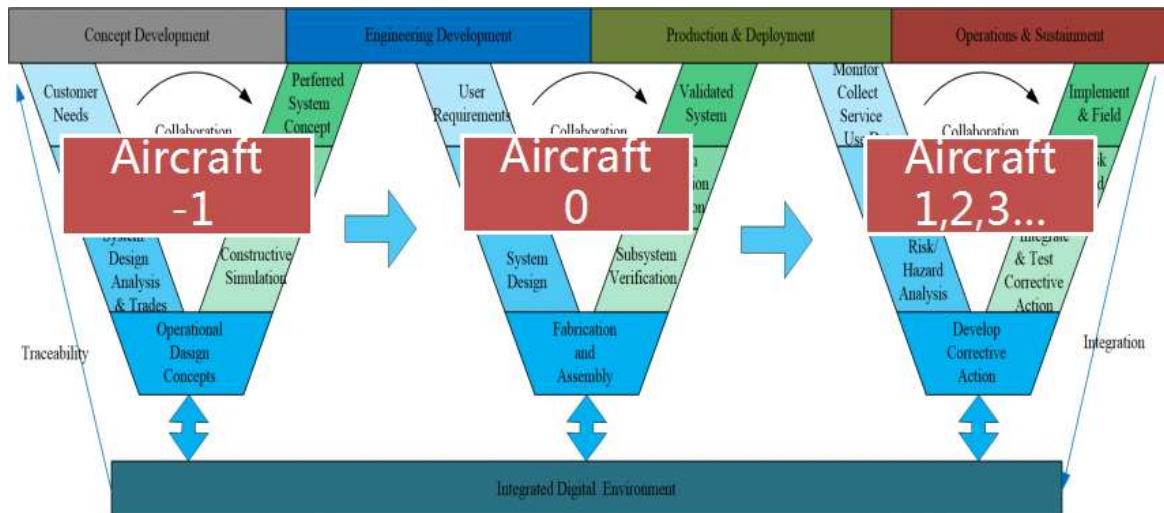 Concept Development
Engineering Development
Production & Deployment
Operations & Sustainment
Customer
Needs
Collaboration
Perferred
System
Concept
Aircraft
-1
System
Design
Analysis
& Trades
Constructive
Simulation
Operational
Dasign
Concepts
User
Requirements
Collaboration
Validated
System
Aircraft
0
System Design
Subsystem
Verification
Fabrication
and
Assembly
Monitor
Collect
Service
Use
Collaboration
Implement
& Field
Aircraft
1,2,3...
Risk/
Hazard
Analysis
Integrate
& Test
Corrective
Action
Develop
Corrective
Action
Traceability
Integration
Integrated Digital Environment